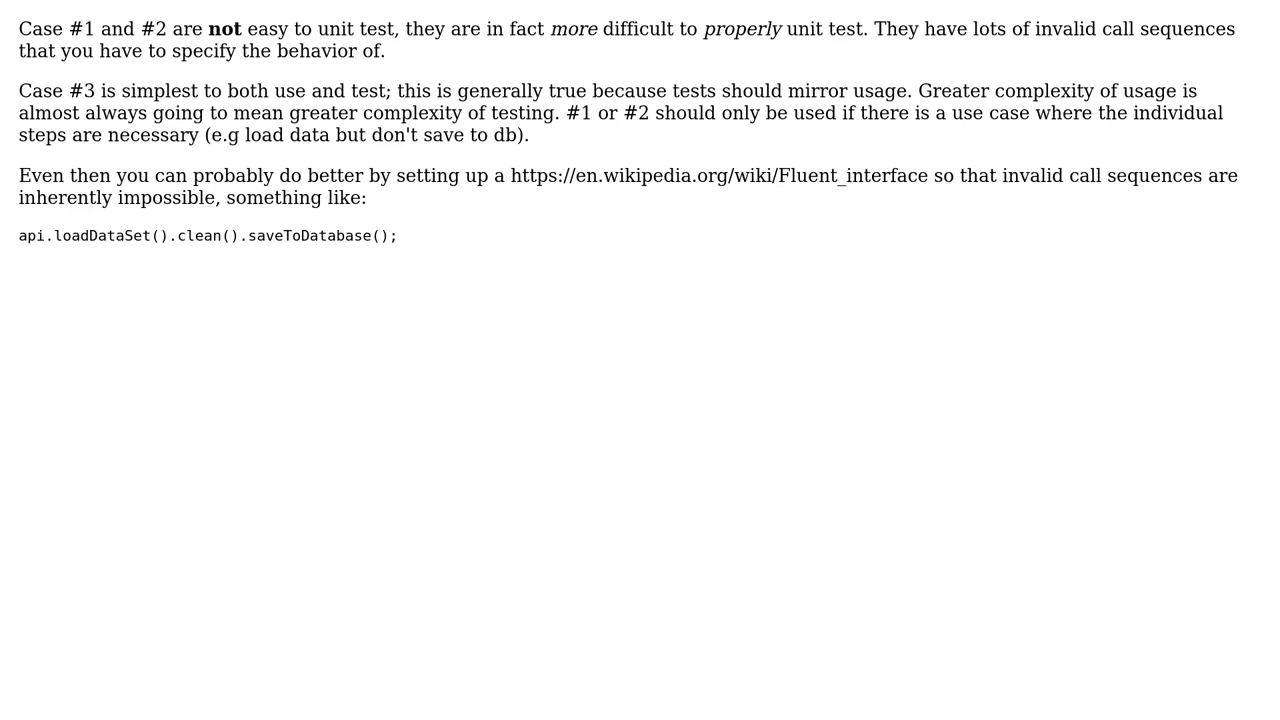 Case #1 and #2 are not easy to unit test, they are in fact more difficult to properly unit test. They have lots of invalid call sequences
that you have to specify the behavior of.
Case #3 is simplest to both use and test; this is generally true because tests should mirror usage. Greater complexity of usage is
almost always going to mean greater complexity of testing. #1 or #2 should only be used if there is a use case where the individual
steps are necessary (e.g load data but don't save to db).
Even then you can probably do better by setting up a https://en.wikipedia.org/wiki/Fluent_interface so that invalid call sequences are
inherently impossible, something like:
api.loadDataSet().clean().saveToDatabase();